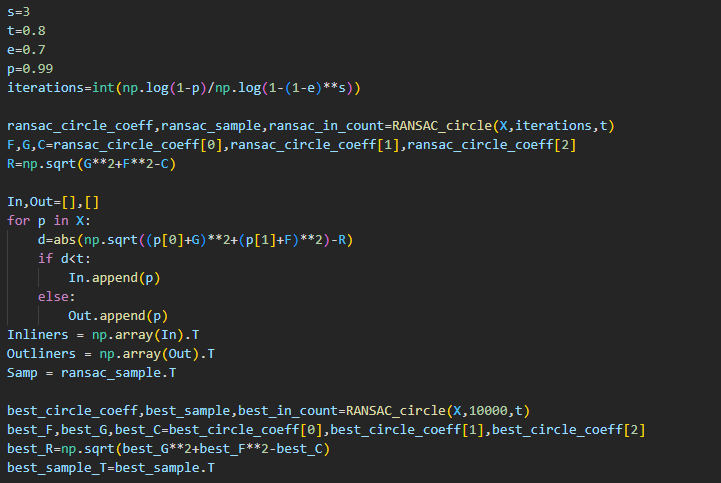 s=3
t=0.8
e=0.7
p=0.99
iterations=int(np.log(1-p)/np.log(1-(1-e)**s))
ransac_circle_coeff,ransac_sample,ransac_in_count=RANSAC_circle(X,iterations,t)
F,G,C=ransac_circle_coeff[0],ransac_circle_coeff[1],ransac_circle_coeff[2]
R=np.sqrt(G**2+F**2-C)
In,Out=[],[]
for p in X:
    d=abs(np.sqrt((p[0]+G)**2+(p[1]+F)**2)-R)
    if d<t:
        In.append(p)
    else:
        Out.append(p)
Inliners = np.array(In).T
Outliners = np.array(Out).T
Samp = ransac_sample.T
best_circle_coeff,best_sample,best_in_count=RANSAC_circle(X,10000,t)
best_F,best_G,best_C=best_circle_coeff[0],best_circle_coeff[1],best_circle_coeff[2]
best_R=np.sqrt(best_G**2+best_F**2-best_C)
best_sample_T=best_sample.T